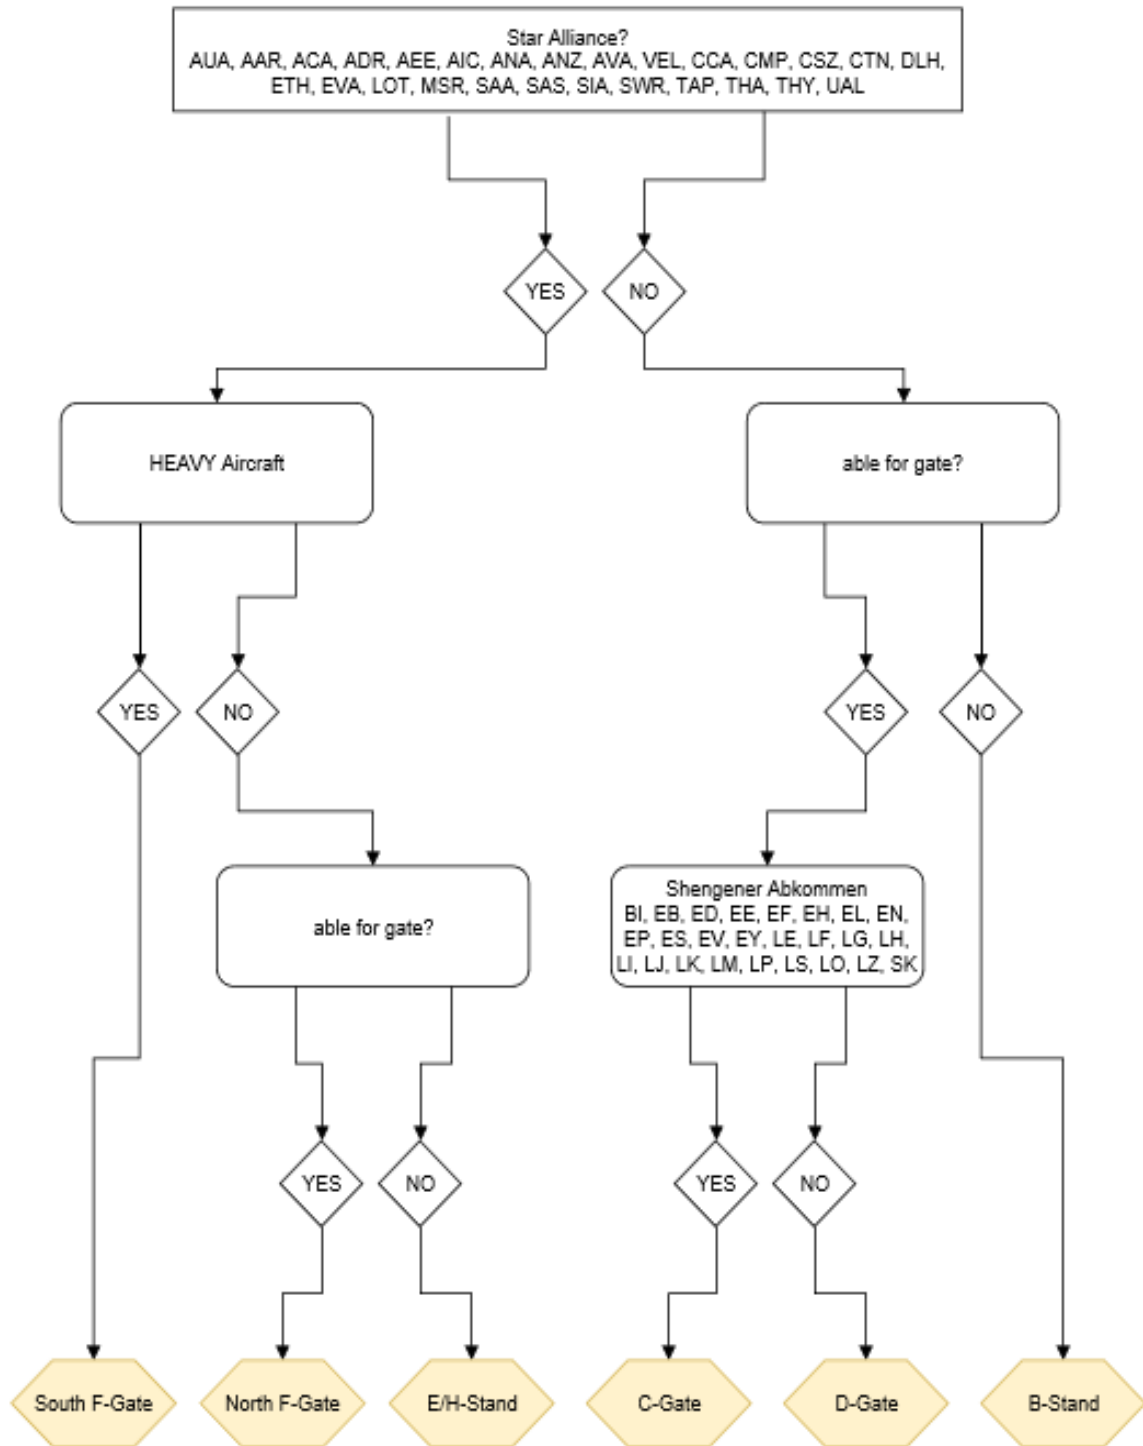 Star Alliance?
AUA, AAR, ACA, ADR, AEE, AIC, ANA, ANZ, AVA, VEL, CCA, CMP, CSZ, CTN, DLH,
ETH, EVA, LOT, MSR, SAA, SAS, SIA, SWR, TAP, THA, THY, UAL
YES
NO
HEAVY Aircraft
able for gate?
YES
NO
YES
NO
able for gate?
Shengener Abkommen
BI, EB, ED, EE, EF, EH, EL, EN,
EP, ES, EV, EY, LE, LF, LG, LH,
LI, LJ, LK, LM, LP, LS, LO, LZ, SK
YES
NO
YES
NO
South F-Gate
North F-Gate
E/H-Stand
C-Gate
D-Gate
B-Stand